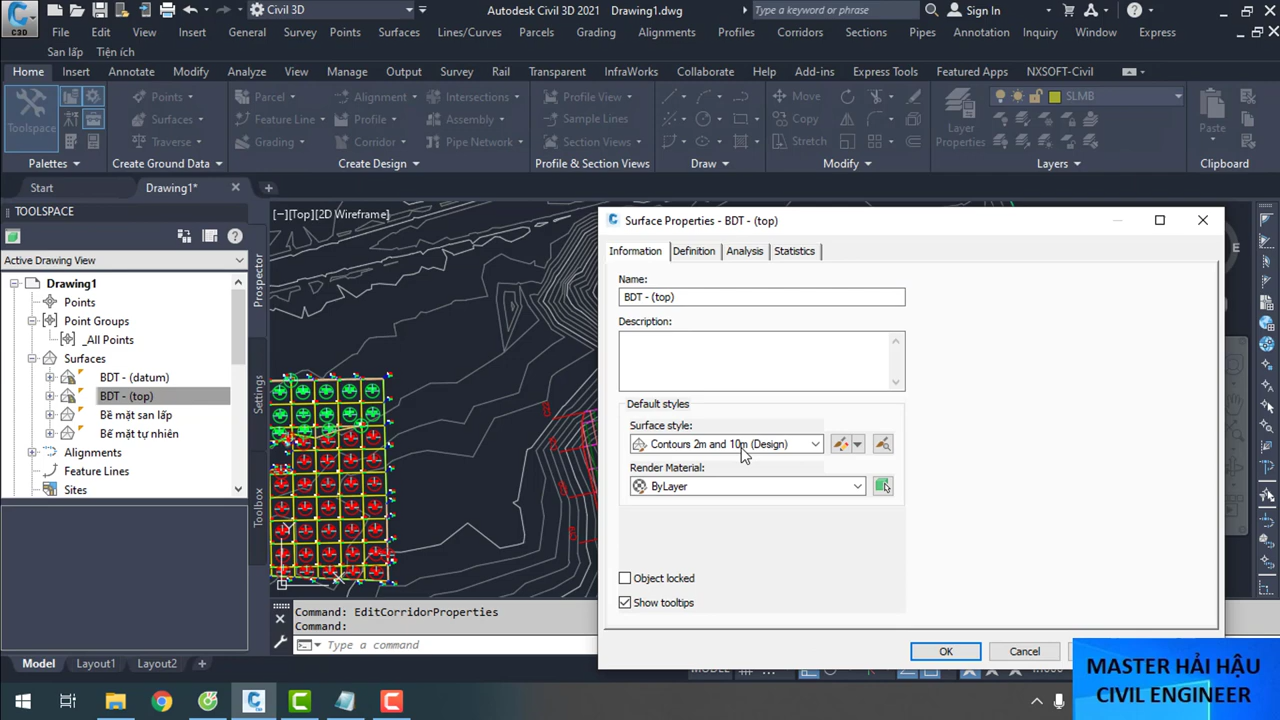 C3D
Civil 3D
Autodesk Civil 3D 2021 Drawing1.dwg
Type a keyword or phrase
Sign In
File Edit View Insert General Survey Points Surfaces Lines/Curves Parcels Grading Alignments Profiles Corridors Sections Pipes Annotation Inquiry Window Express
San lấp Tiện ích
Home Insert Annotate Modify Analyze View Manage Output Survey Rail Transparent InfraWorks Collaborate Help Add-ins Express Tools Featured Apps NXSOFT-Civil
Toolspace
Points
Surfaces
Traverse
Parcel
Feature Line
Grading
Alignment
Profile
Corridor
Intersections
Assembly
Pipe Network
Profile View
Sample Lines
Section Views
Move
Copy
Stretch
Layer
Properties
SLMB
Paste
Palettes Create Ground Data Create Design Profile & Section Views Draw Modify Layers Clipboard
Start Drawing1*
TOOLSPACE
Active Drawing View
Drawing1
Points
Point Groups
_All Points
Surfaces
BDT - (datum)
BDT - (top)
Bề mặt san lấp
Bế mặt tự nhiên
Alignments
Feature Lines
Sites
Prospector
Settings
Toolbox
[−][Top][2D Wireframe]
E
Surface Properties - BDT - (top)
Information Definition Analysis Statistics
Name:
BDT - (top)
Description:
Default styles
Surface style:
Contours 2m and 10m (Design)
Render Material:
ByLayer
Object locked
Show tooltips
OK Cancel
Command: EditCorridorProperties
Command:
Type a command
Model Layout1 Layout2
MASTER HẢI HẬU
CIVIL ENGINEER